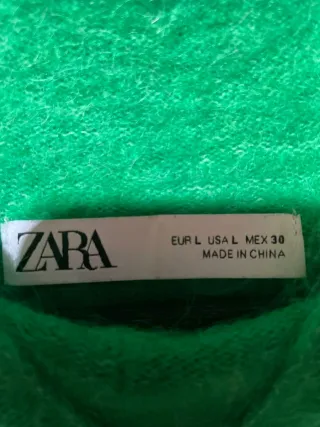 ZARA
EUR L USA L MEX 30
MADE IN CHINA